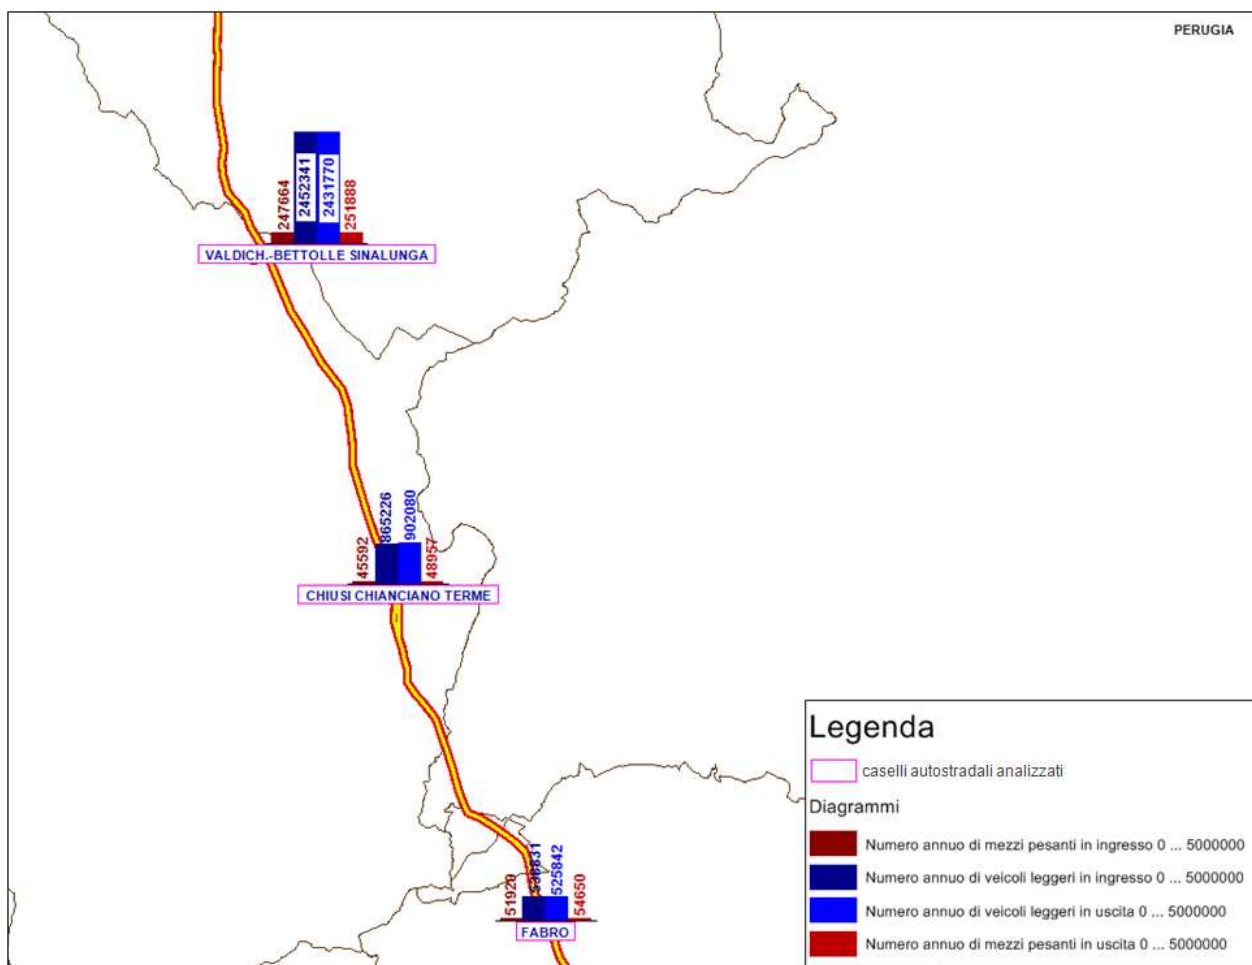 PERUGIA
247664
2452341
2431770
251888
VALDICH.-BETTOLLE SINALUNGA
45592
865226
902080
48957
CHIUSI CHIANCIANO TERME
51920
538831
525842
54650
FABRO
Legenda
caselli autostradali analizzati
Diagrammi
Numero annuo di mezzi pesanti in ingresso 0 ... 5000000
Numero annuo di veicoli leggeri in ingresso 0 ... 5000000
Numero annuo di veicoli leggeri in uscita 0 ... 5000000
Numero annuo di mezzi pesanti in uscita 0 ... 5000000